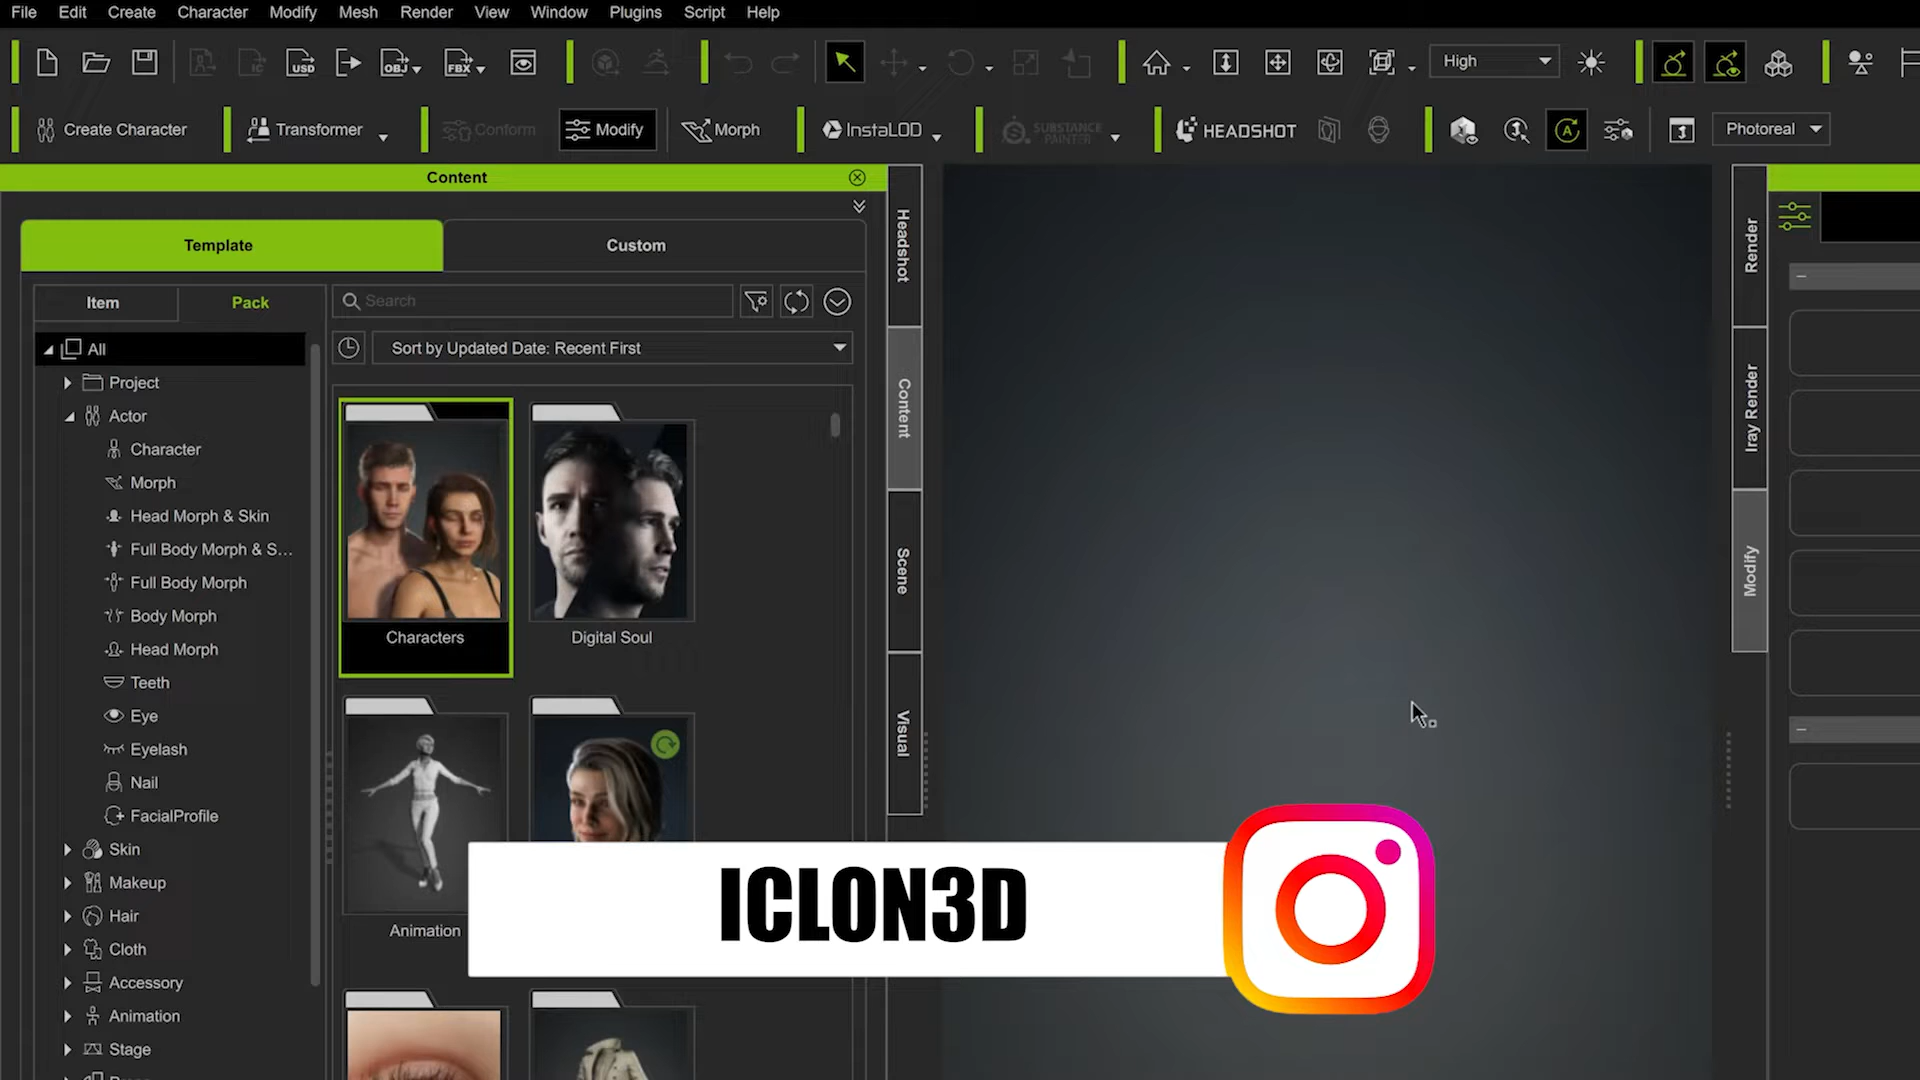 File Edit Create Character Modify Mesh Render View Window Plugins Script Help
IC USD OBJ FBX High
Create Character Transformer Conform Modify Morph InstaLOD SUBSTANCE PAINTER HEADSHOT A Photoreal
Content
Template Custom
Item Pack Search
Sort by Updated Date: Recent First
All
Project
Actor
Character
Morph
Head Morph & Skin
Full Body Morph & S...
Full Body Morph
Body Morph
Head Morph
Teeth
Eye
Eyelash
Nail
FacialProfile
Skin
Makeup
Hair
Cloth
Accessory
Animation
Stage
Characters
Digital Soul
Animation
Headshot
Content
Scene
Visual
Render
Iray Render
Modify
ICLON3D